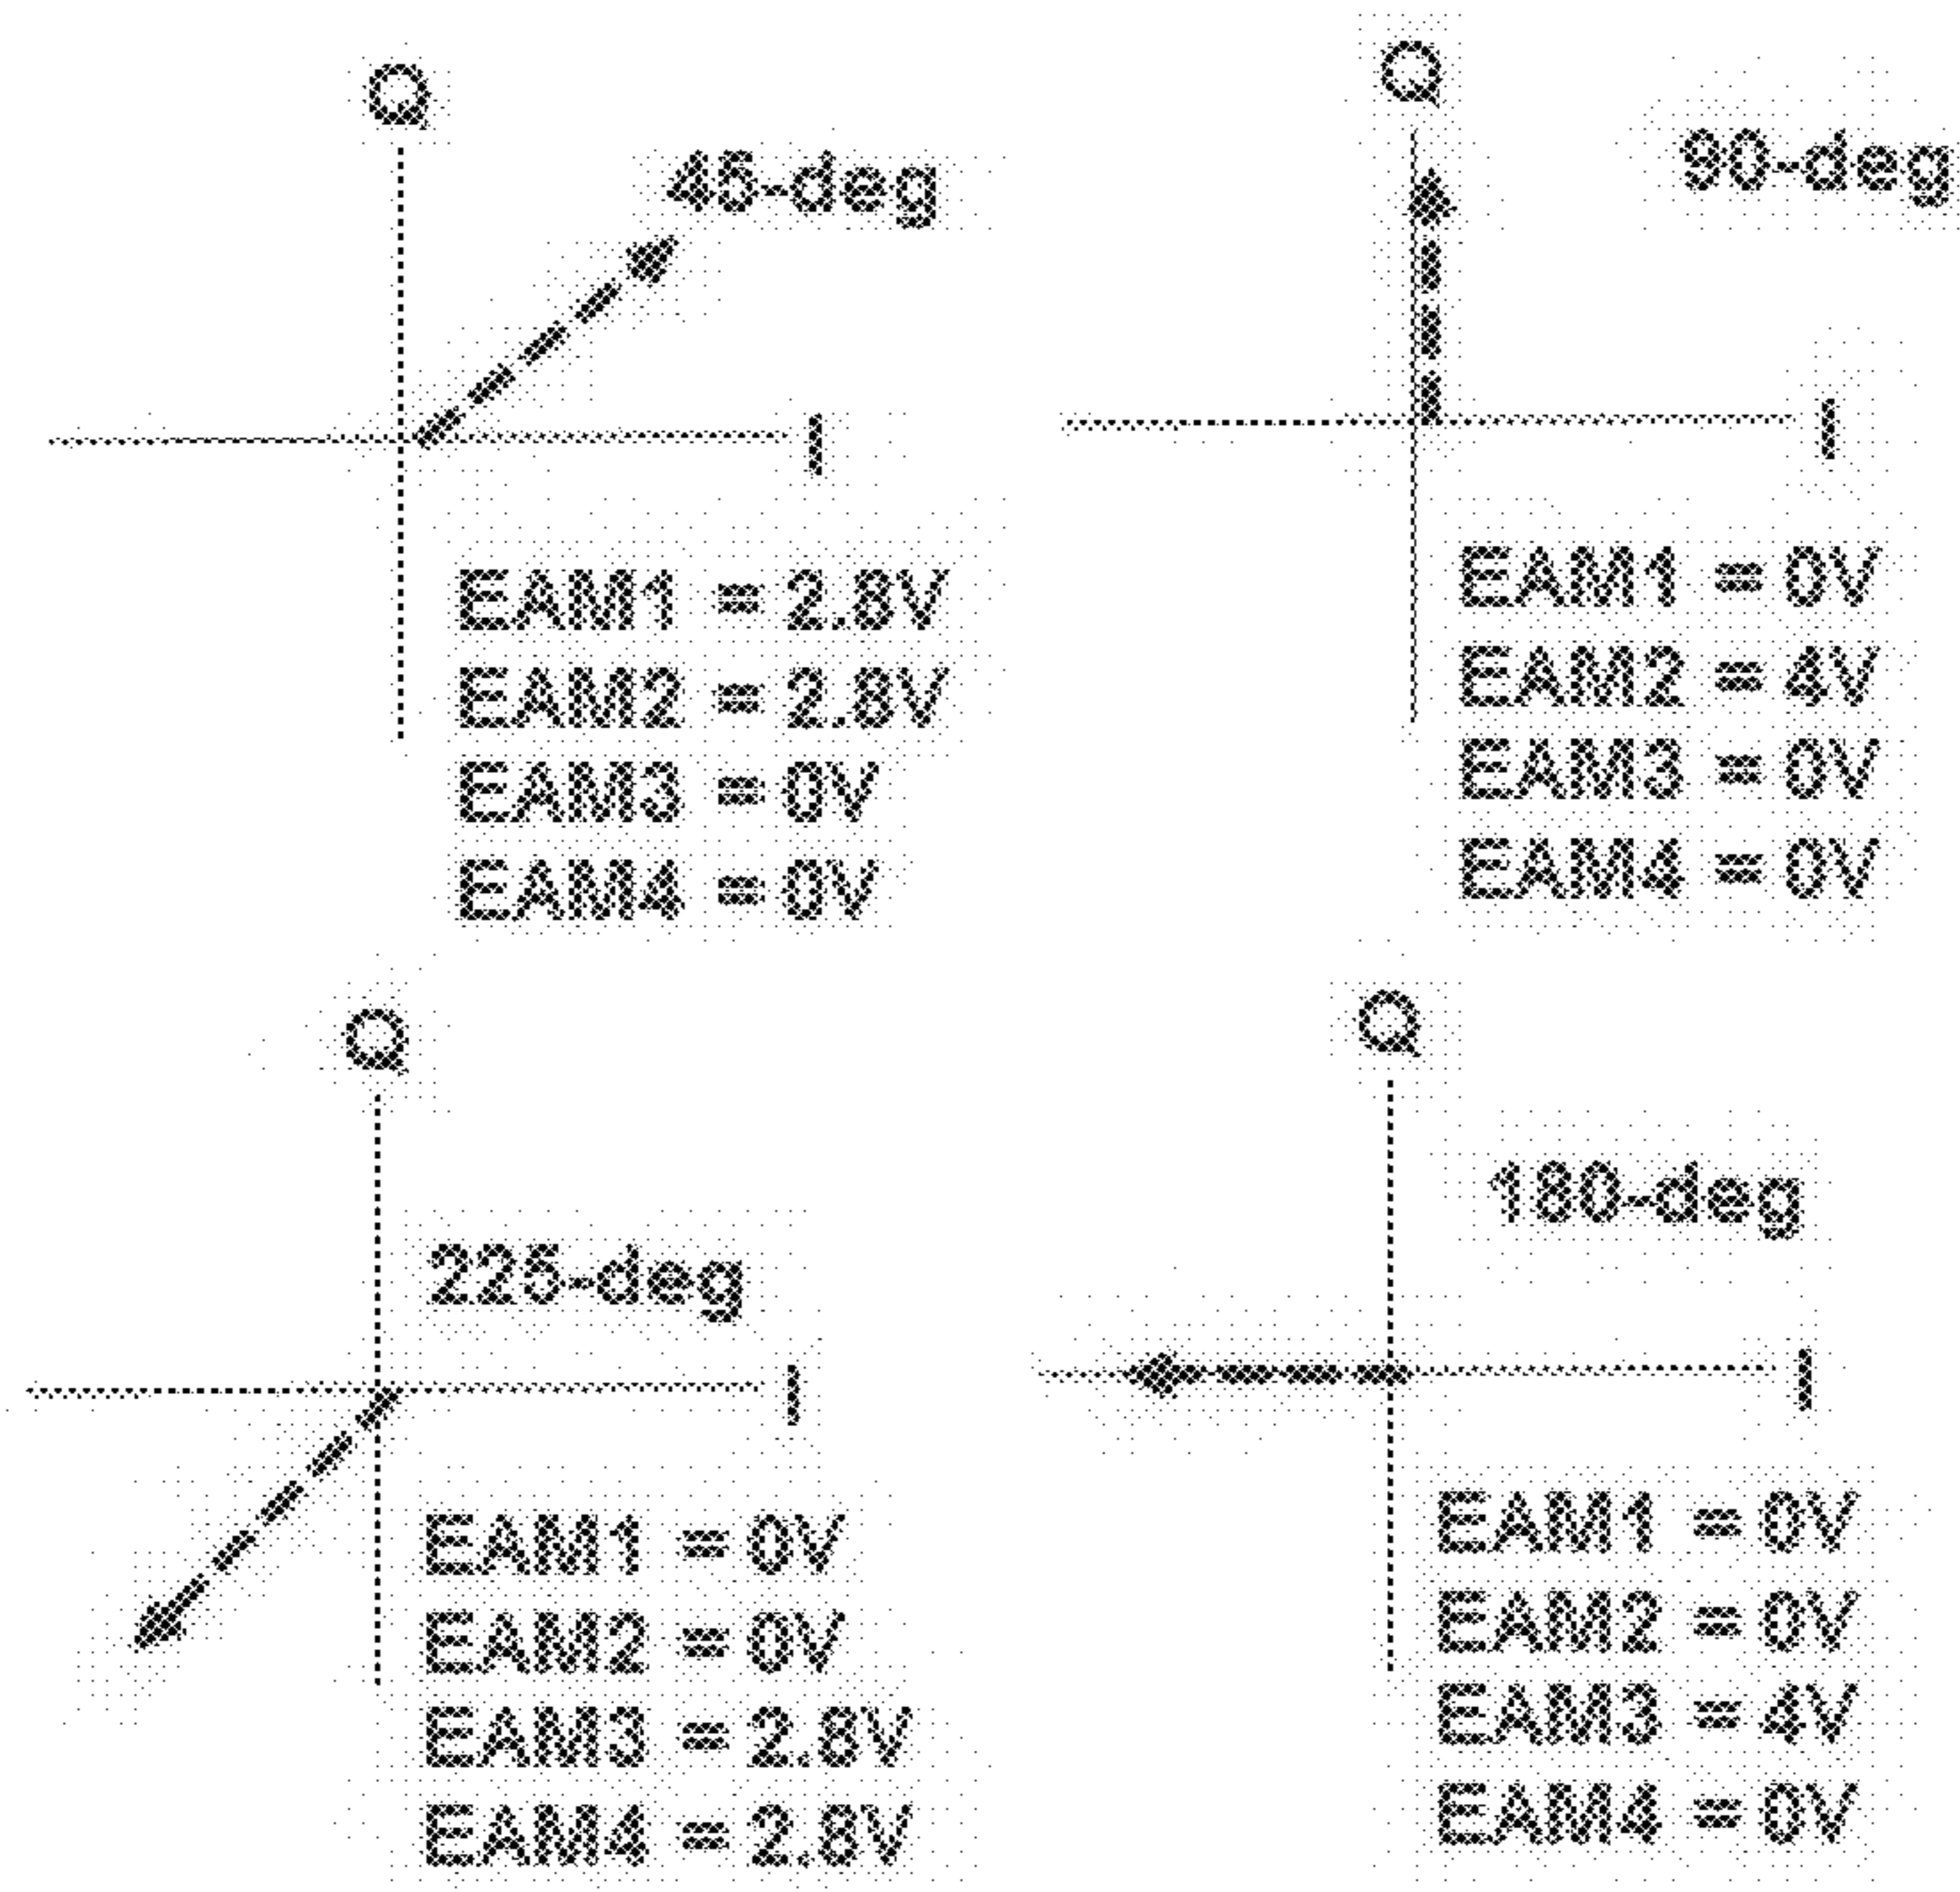 Q
45-deg
I
EAM1 = 2.8V
EAM2 = 2.8V
EAM3 = 0V
EAM4 = 0V
Q
90-deg
I
EAM1 = 0V
EAM2 = 4V
EAM3 = 0V
EAM4 = 0V
Q
225-deg
I
EAM1 = 0V
EAM2 = 0V
EAM3 = 2.8V
EAM4 = 2.8V
Q
180-deg
I
EAM1 = 0V
EAM2 = 0V
EAM3 = 4V
EAM4 = 0V